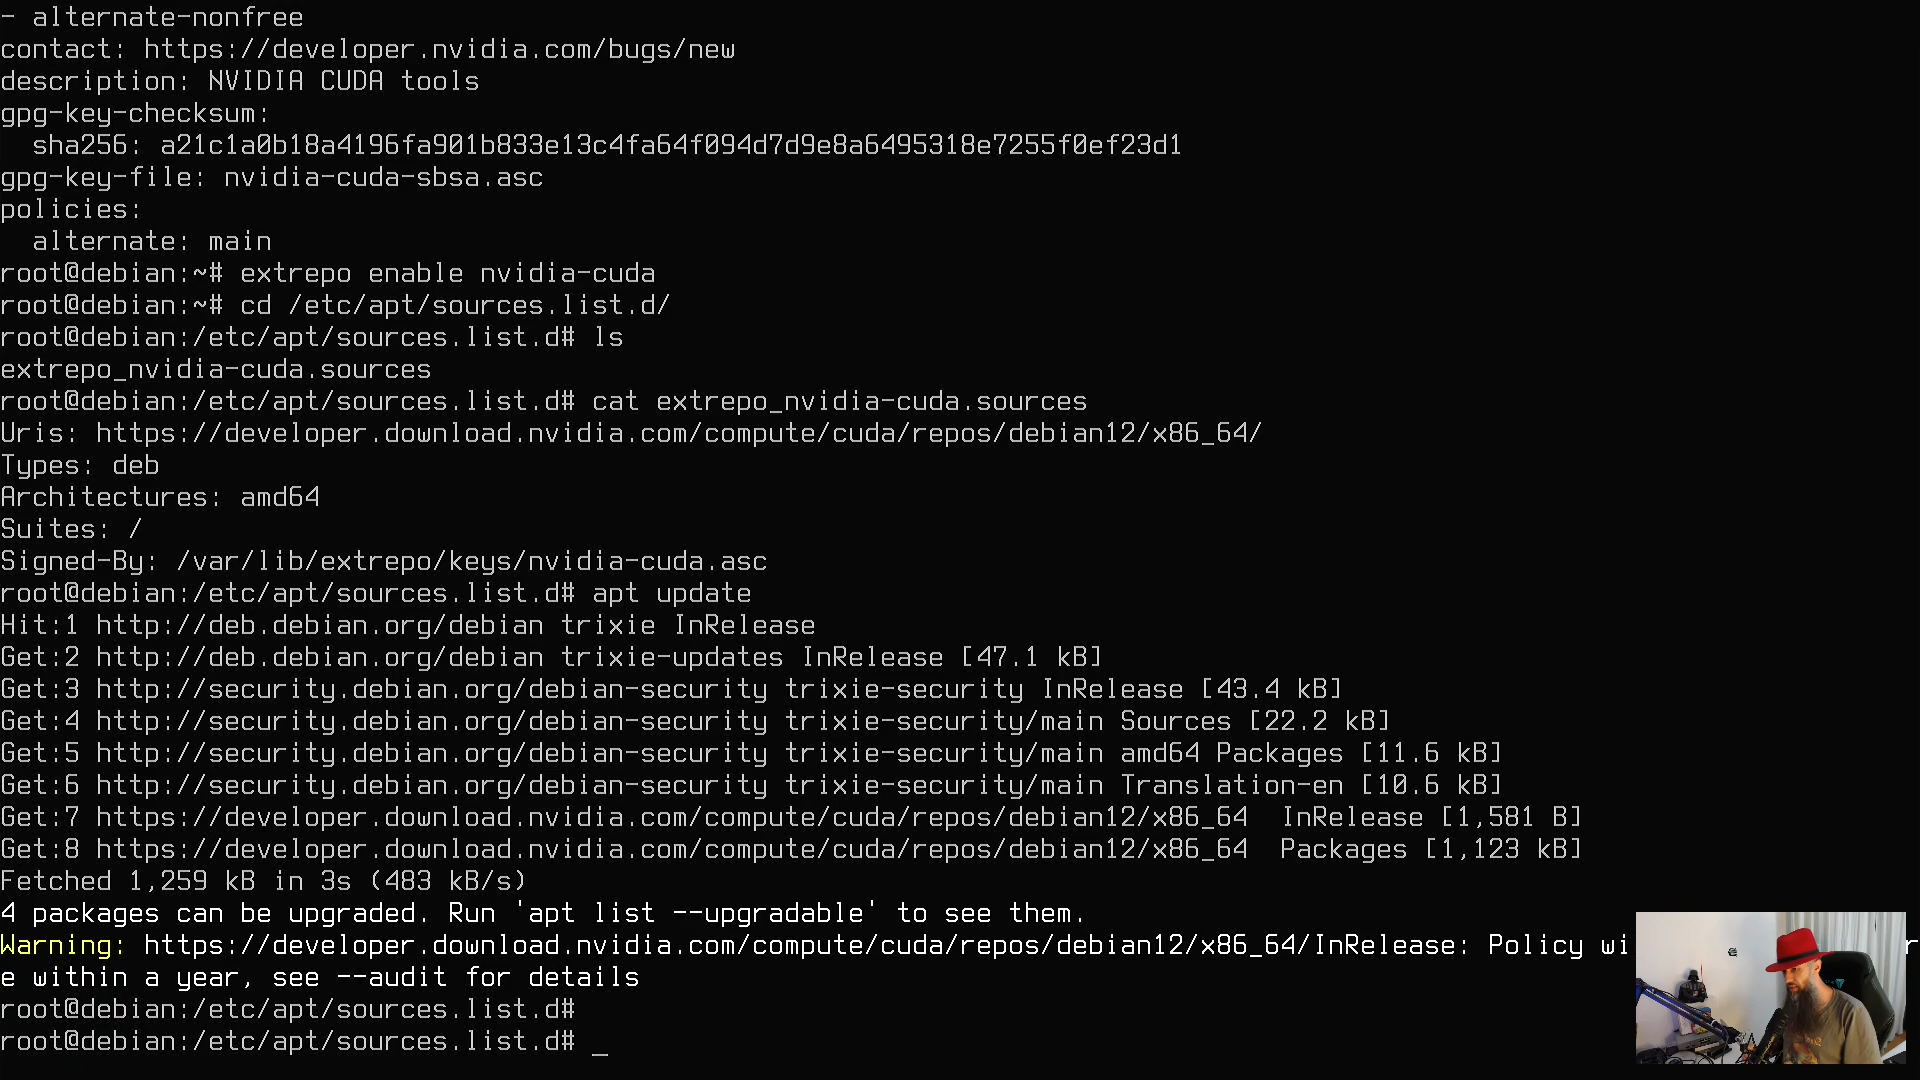 - alternate-nonfree
contact: https://developer.nvidia.com/bugs/new
description: NVIDIA CUDA tools
gpg-key-checksum:
  sha256: a21c1a0b18a4196fa901b833e13c4fa64f094d7d9e8a6495318e7255f0ef23d1
gpg-key-file: nvidia-cuda-sbsa.asc
policies:
  alternate: main
root@debian:~# extrepo enable nvidia-cuda
root@debian:~# cd /etc/apt/sources.list.d/
root@debian:/etc/apt/sources.list.d# ls
extrepo_nvidia-cuda.sources
root@debian:/etc/apt/sources.list.d# cat extrepo_nvidia-cuda.sources
Uris: https://developer.download.nvidia.com/compute/cuda/repos/debian12/x86_64/
Types: deb
Architectures: amd64
Suites: /
Signed-By: /var/lib/extrepo/keys/nvidia-cuda.asc
root@debian:/etc/apt/sources.list.d# apt update
Hit:1 http://deb.debian.org/debian trixie InRelease
Get:2 http://deb.debian.org/debian trixie-updates InRelease [47.1 kB]
Get:3 http://security.debian.org/debian-security trixie-security InRelease [43.4 kB]
Get:4 http://security.debian.org/debian-security trixie-security/main Sources [22.2 kB]
Get:5 http://security.debian.org/debian-security trixie-security/main amd64 Packages [11.6 kB]
Get:6 http://security.debian.org/debian-security trixie-security/main Translation-en [10.6 kB]
Get:7 https://developer.download.nvidia.com/compute/cuda/repos/debian12/x86_64  InRelease [1,581 B]
Get:8 https://developer.download.nvidia.com/compute/cuda/repos/debian12/x86_64  Packages [1,123 kB]
Fetched 1,259 kB in 3s (483 kB/s)
4 packages can be upgraded. Run 'apt list --upgradable' to see them.
Warning: https://developer.download.nvidia.com/compute/cuda/repos/debian12/x86_64/InRelease: Policy
e within a year, see --audit for details
root@debian:/etc/apt/sources.list.d#
root@debian:/etc/apt/sources.list.d# _